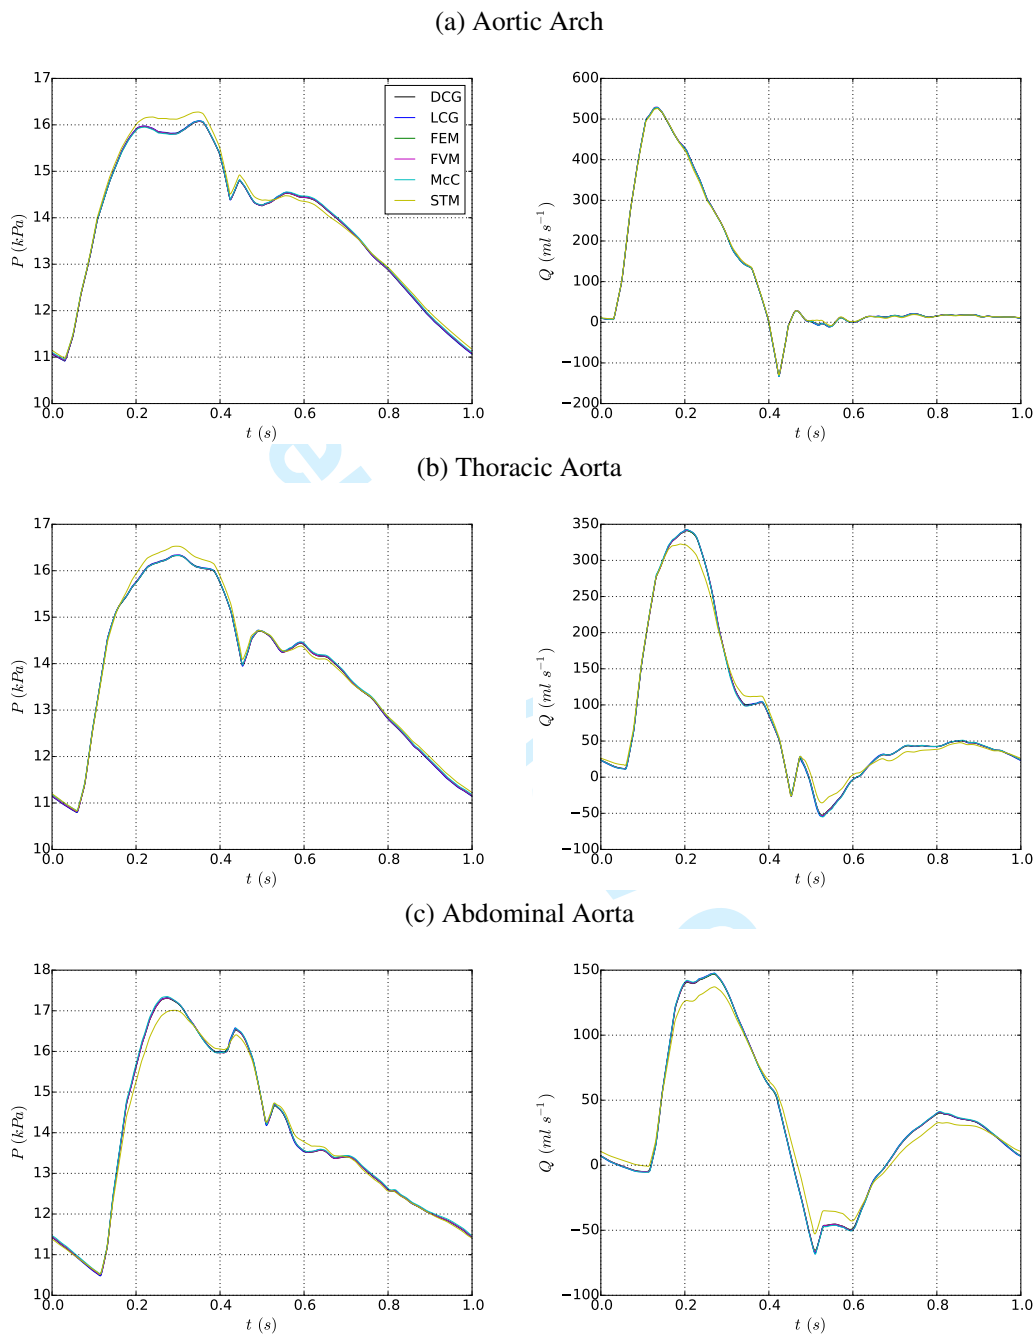 (a) Aortic Arch
17
16
15
14
13
12
11
10
P (kPa)
0.0 0.2 0.4 0.6 0.8 1.0
t (s)
DCG
LCG
FEM
FVM
McC
STM
600
500
400
300
200
100
0
−100
−200
Q (ml s⁻¹)
0.0 0.2 0.4 0.6 0.8 1.0
t (s)
(b) Thoracic Aorta
17
16
15
14
13
12
11
10
P (kPa)
0.0 0.2 0.4 0.6 0.8 1.0
t (s)
350
300
250
200
150
100
50
0
−50
−100
Q (ml s⁻¹)
0.0 0.2 0.4 0.6 0.8 1.0
t (s)
(c) Abdominal Aorta
18
17
16
15
14
13
12
11
10
P (kPa)
0.0 0.2 0.4 0.6 0.8 1.0
t (s)
150
100
50
0
−50
−100
Q (ml s⁻¹)
0.0 0.2 0.4 0.6 0.8 1.0
t (s)